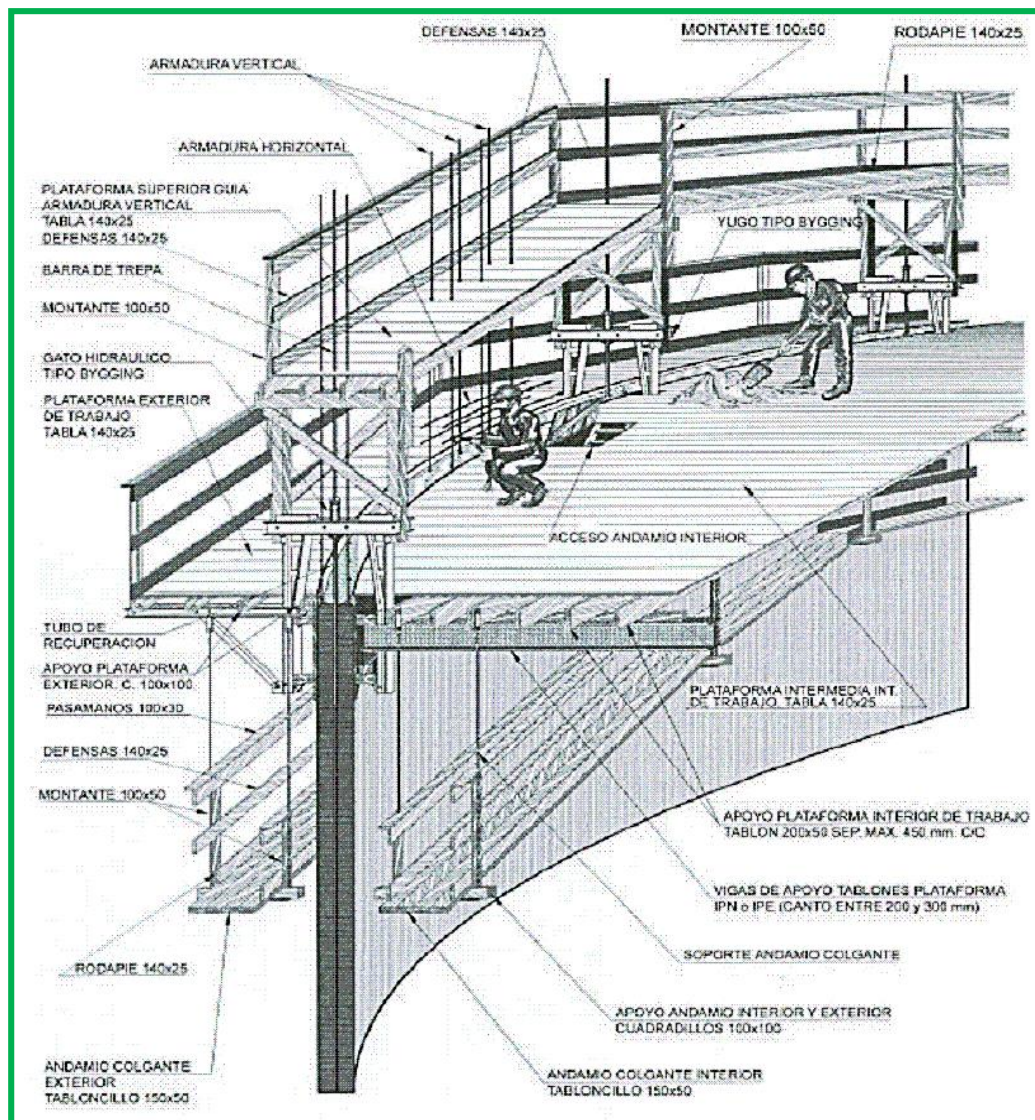 DEFENSAS 140x25
MONTANTE 100x50
RODAPIE 140x25
ARMADURA VERTICAL
ARMADURA HORIZONTAL
PLATAFORMA SUPERIOR GUIA
ARMADURA VERTICAL
TABLA 140x25
DEFENSAS 140x25
YUGO TIPO BYGGING
BARRA DE TREPA
MONTANTE 100x50
GATO HIDRAULICO
TIPO BYGGING
PLATAFORMA EXTERIOR
DE TRABAJO
TABLA 140x25
ACCESO ANDAMIO INTERIOR
TUBO DE
RECUPERACION
APOYO PLATAFORMA
EXTERIOR. C. 100x100
PASAMANOS 100x30
PLATAFORMA INTERMEDIA INT.
DE TRABAJO. TABLA 140x25
DEFENSAS 140x25
MONTANTE 100x50
APOYO PLATAFORMA INTERIOR DE TRABAJO
TABLON 200x50 SEP. MAX. 450 mm. C/C
VIGAS DE APOYO TABLONES PLATAFORMA
IPN o IPE (CANTO ENTRE 200 y 300 mm)
SOPORTE ANDAMIO COLGANTE
RODAPIE 140x25
APOYO ANDAMIO INTERIOR Y EXTERIOR
CUADRADILLOS 100x100
ANDAMIO COLGANTE
EXTERIOR
TABLONCILLO 150x50
ANDAMIO COLGANTE INTERIOR
TABLONCILLO 150x50